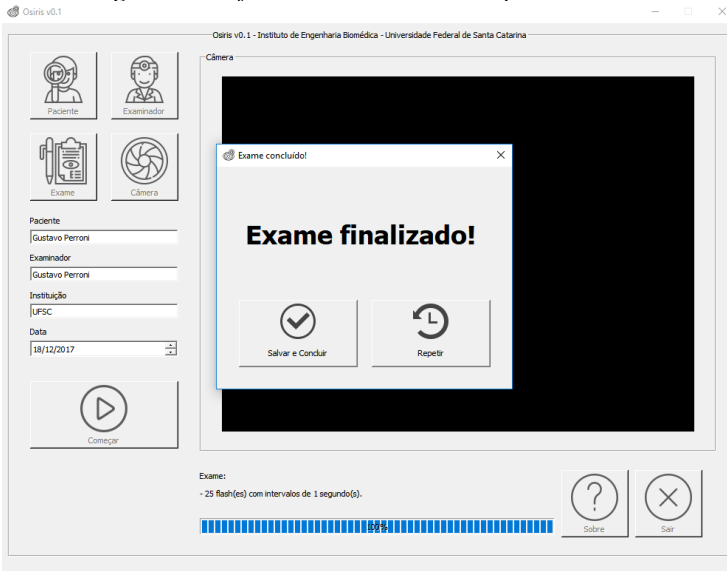 Osiris v0.1
Osiris v0.1 - Instituto de Engenharia Biomédica - Universidade Federal de Santa Catarina
Paciente
Examinador
Exame
Câmera
Paciente
Gustavo Perroni
Examinador
Gustavo Perroni
Instituição
UFSC
Data
18/12/2017
Começar
Câmera
Exame concluído!
Exame finalizado!
Salvar e Concluir
Repetir
Exame:
- 25 flash(es) com intervalos de 1 segundo(s).
100%
Sobre
Sair